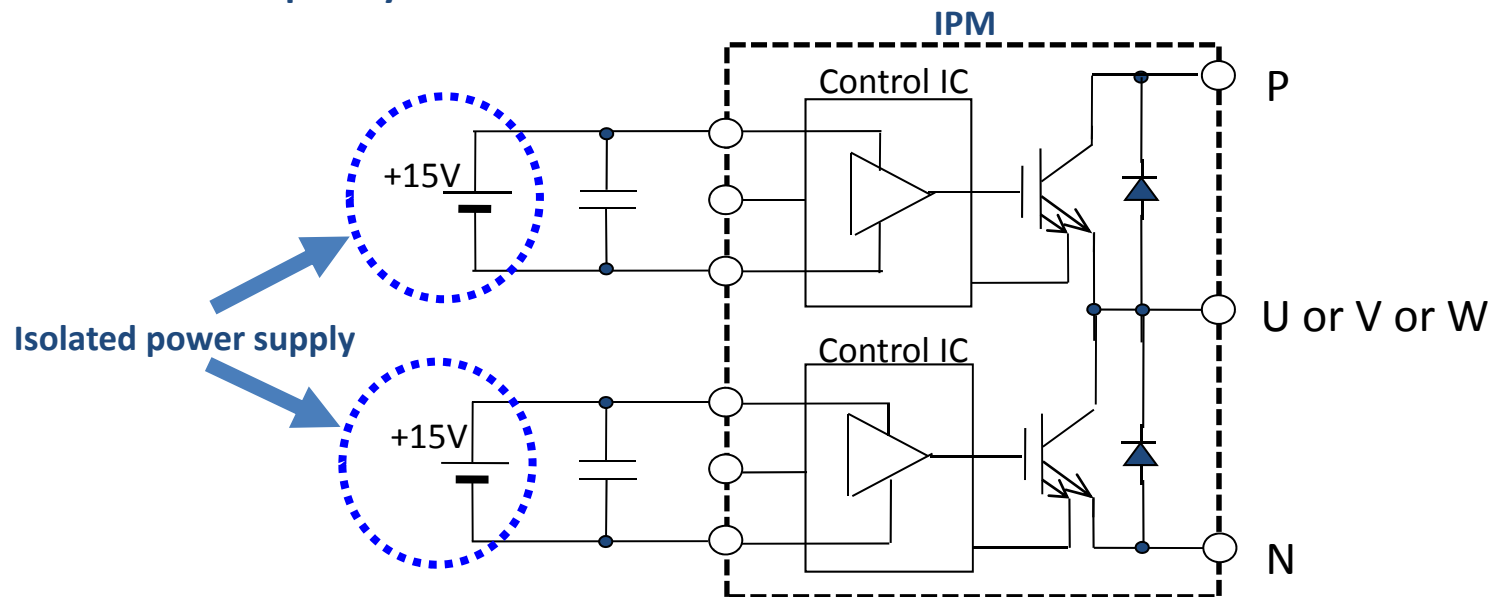 IPM
Control IC
P
+15V
U or V or W
Isolated power supply
Control IC
+15V
N